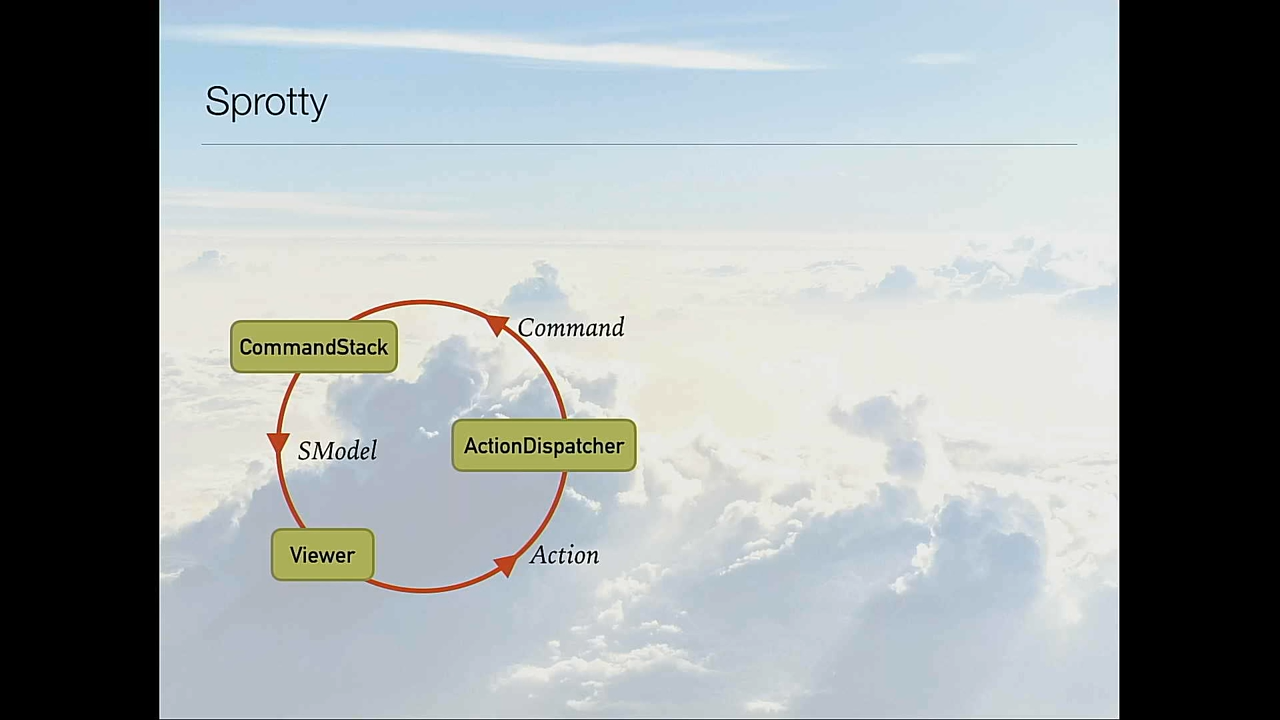 Sprotty
Command
CommandStack
ActionDispatcher
SModel
Viewer
Action